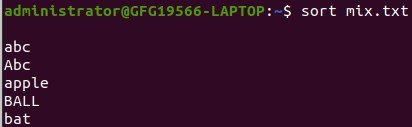 administrator@GFG19566-LAPTOP:~$ sort mix.txt
abc
Abc
apple
BALL
bat